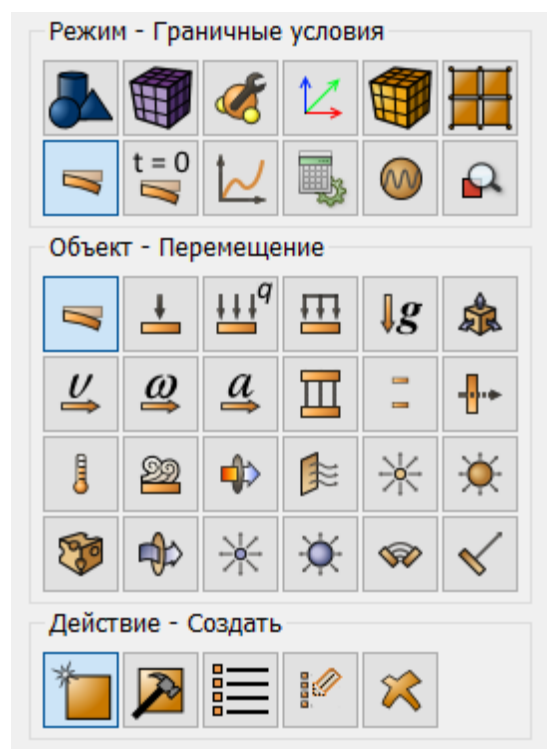 Режим - Граничные условия
t = 0
Объект - Перемещение
q
g
υ ω a
Действие - Создать